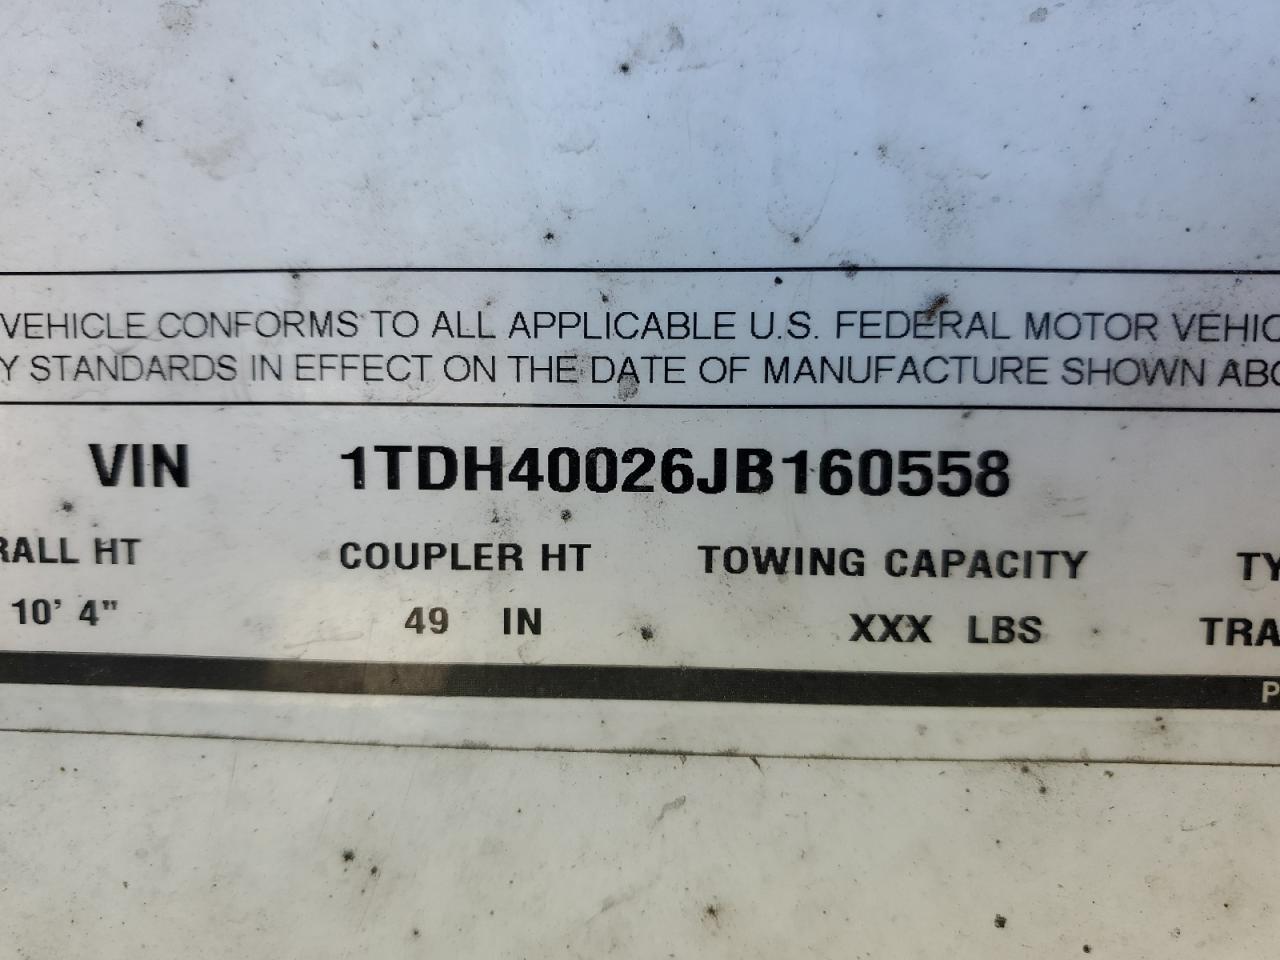 VEHICLE CONFORMS TO ALL APPLICABLE U.S. FEDERAL MOTOR VEHIC
Y STANDARDS IN EFFECT ON THE DATE OF MANUFACTURE SHOWN ABO
VIN 1TDH40026JB160558
RALL HT COUPLER HT TOWING CAPACITY TY
10' 4" 49 IN XXX LBS TRA
P